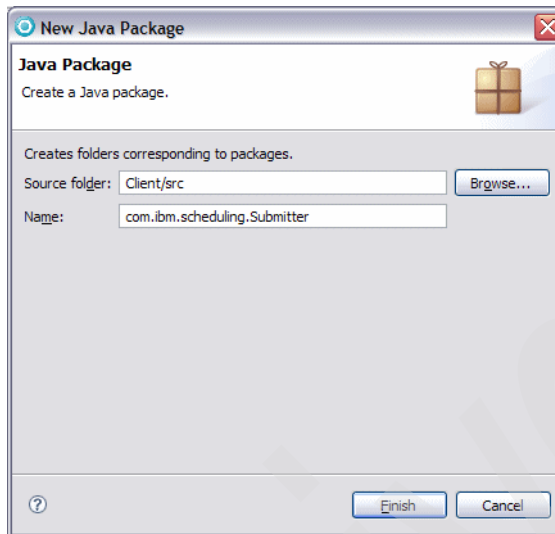 New Java Package
Java Package
Create a Java package.
Creates folders corresponding to packages.
Source folder: Client/src Browse...
Name: com.ibm.scheduling.Submitter
? Finish Cancel